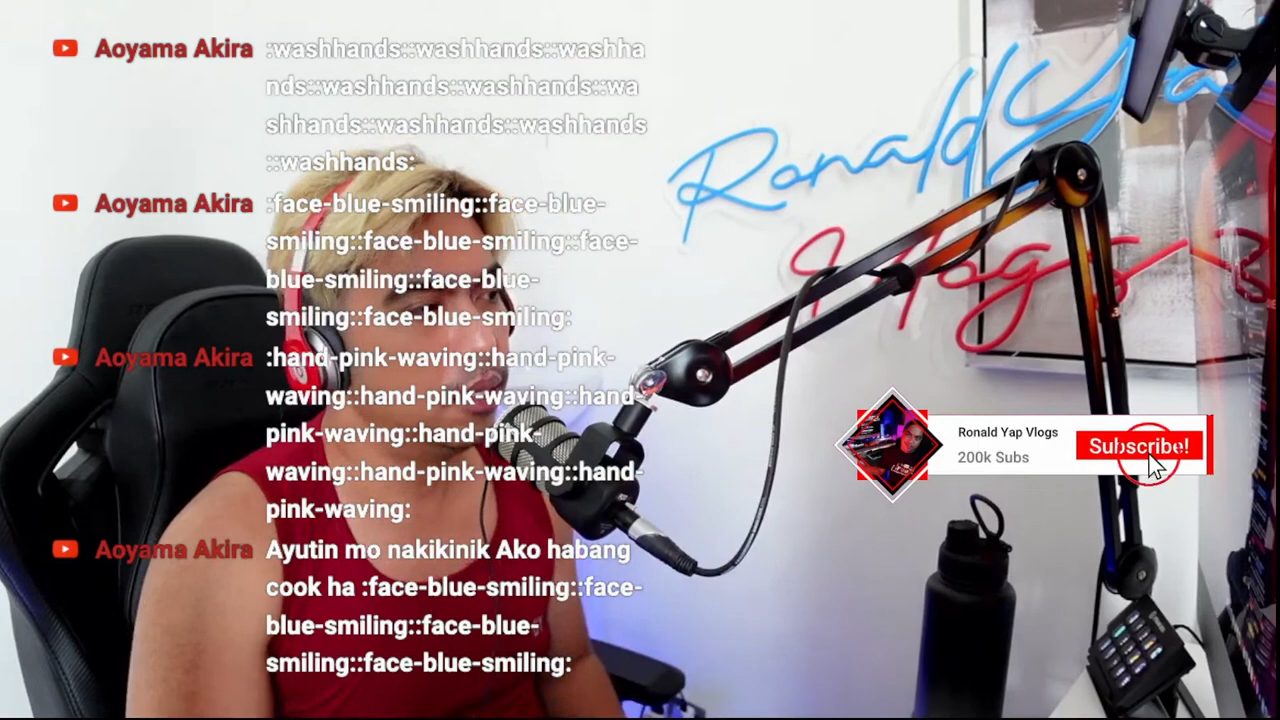 Aoyama Akira :washhands::washhands::washha
nds::washhands::washhands::wa
shhands::washhands::washhands
::washhands:
Aoyama Akira :face-blue-smiling::face-blue-
smiling::face-blue-smiling::face-
blue-smiling::face-blue-
smiling::face-blue-smiling:
Aoyama Akira :hand-pink-waving::hand-pink-
waving::hand-pink-waving::hand-
pink-waving::hand-pink-
waving::hand-pink-waving::hand-
pink-waving:
Aoyama Akira Ayutin mo nakikinik Ako habang
cook ha :face-blue-smiling::face-
blue-smiling::face-blue-
smiling::face-blue-smiling:
Ronald Yap
Vlogs
Ronald Yap Vlogs
200k Subs
Subscribe!